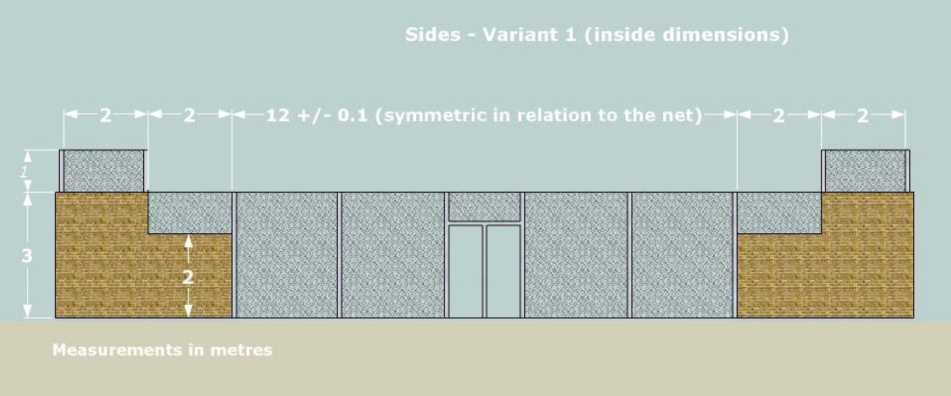 Sides - Variant 1 (inside dimensions)
2 2 12 +/- 0.1 (symmetric in relation to the net) 2 2
1
3
2
Measurements in metres